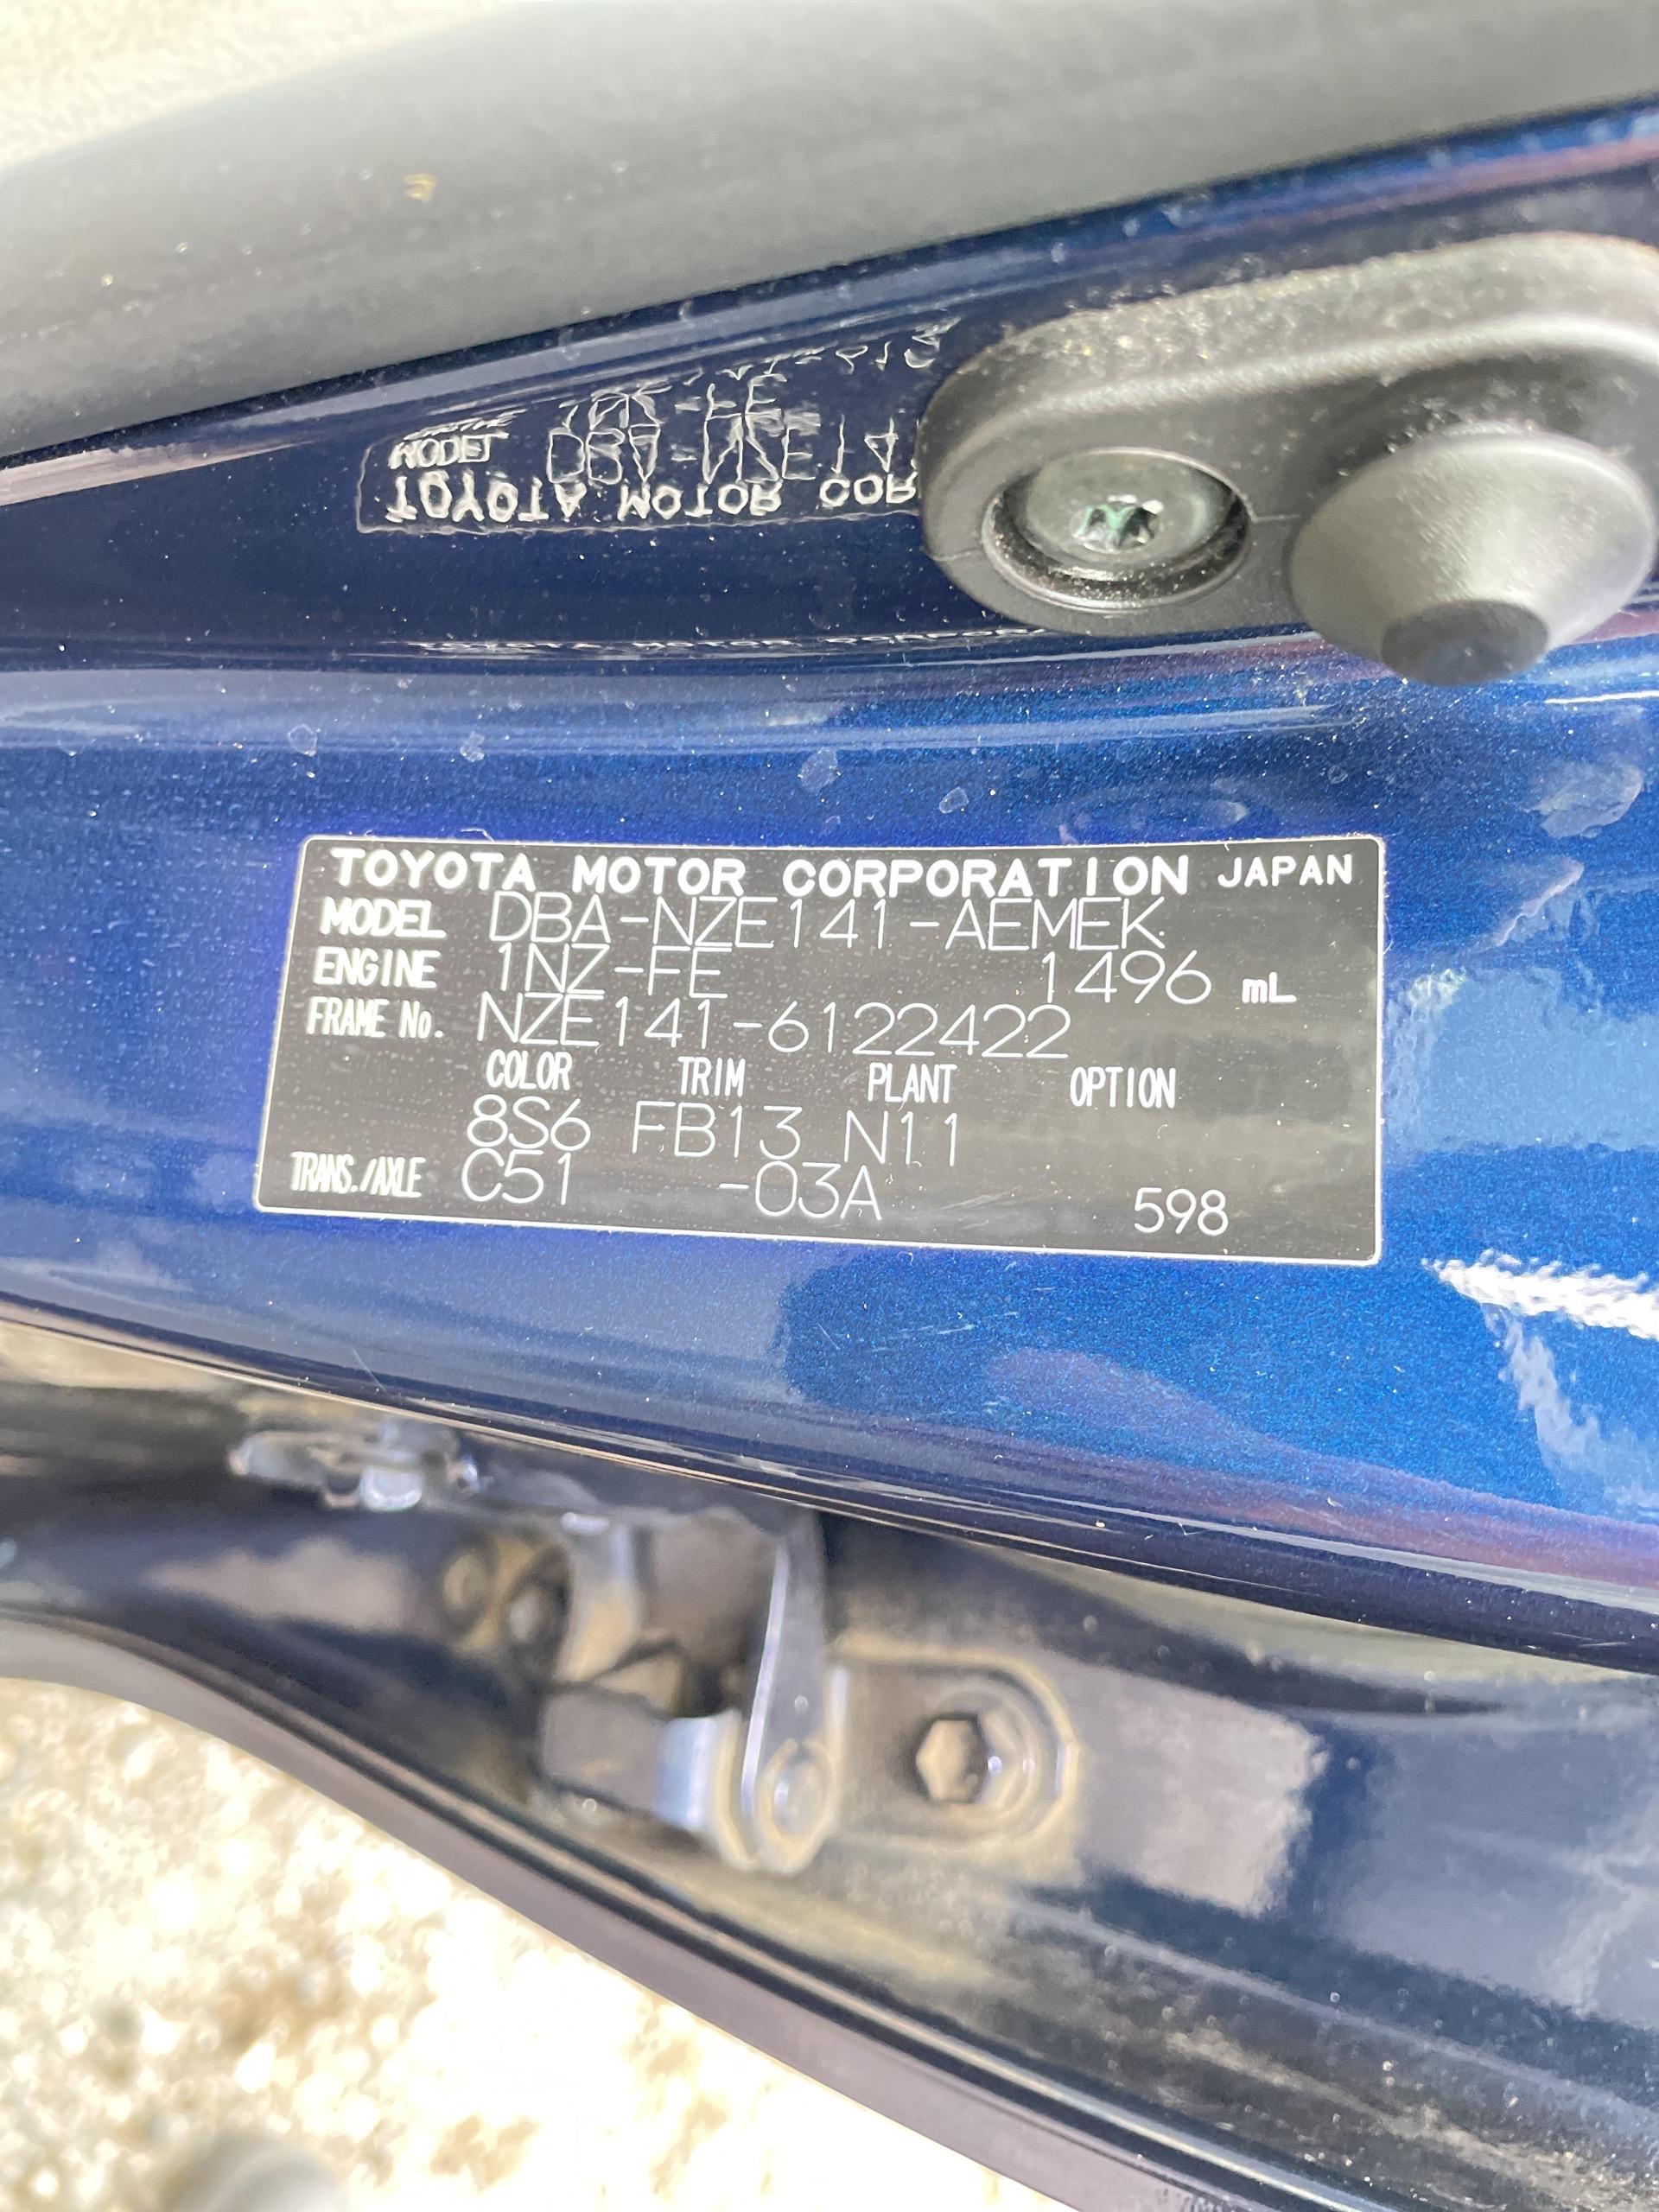 TOYOTA MOTOR CORPORATION JAPAN
MODEL DBA-NZE141-AEMEK
ENGINE 1NZ-FE 1496 mL
FRAME No. NZE141-6122422
COLOR TRIM PLANT OPTION
8S6 FB13 N11
TRANS./AXLE C51 -03A 598